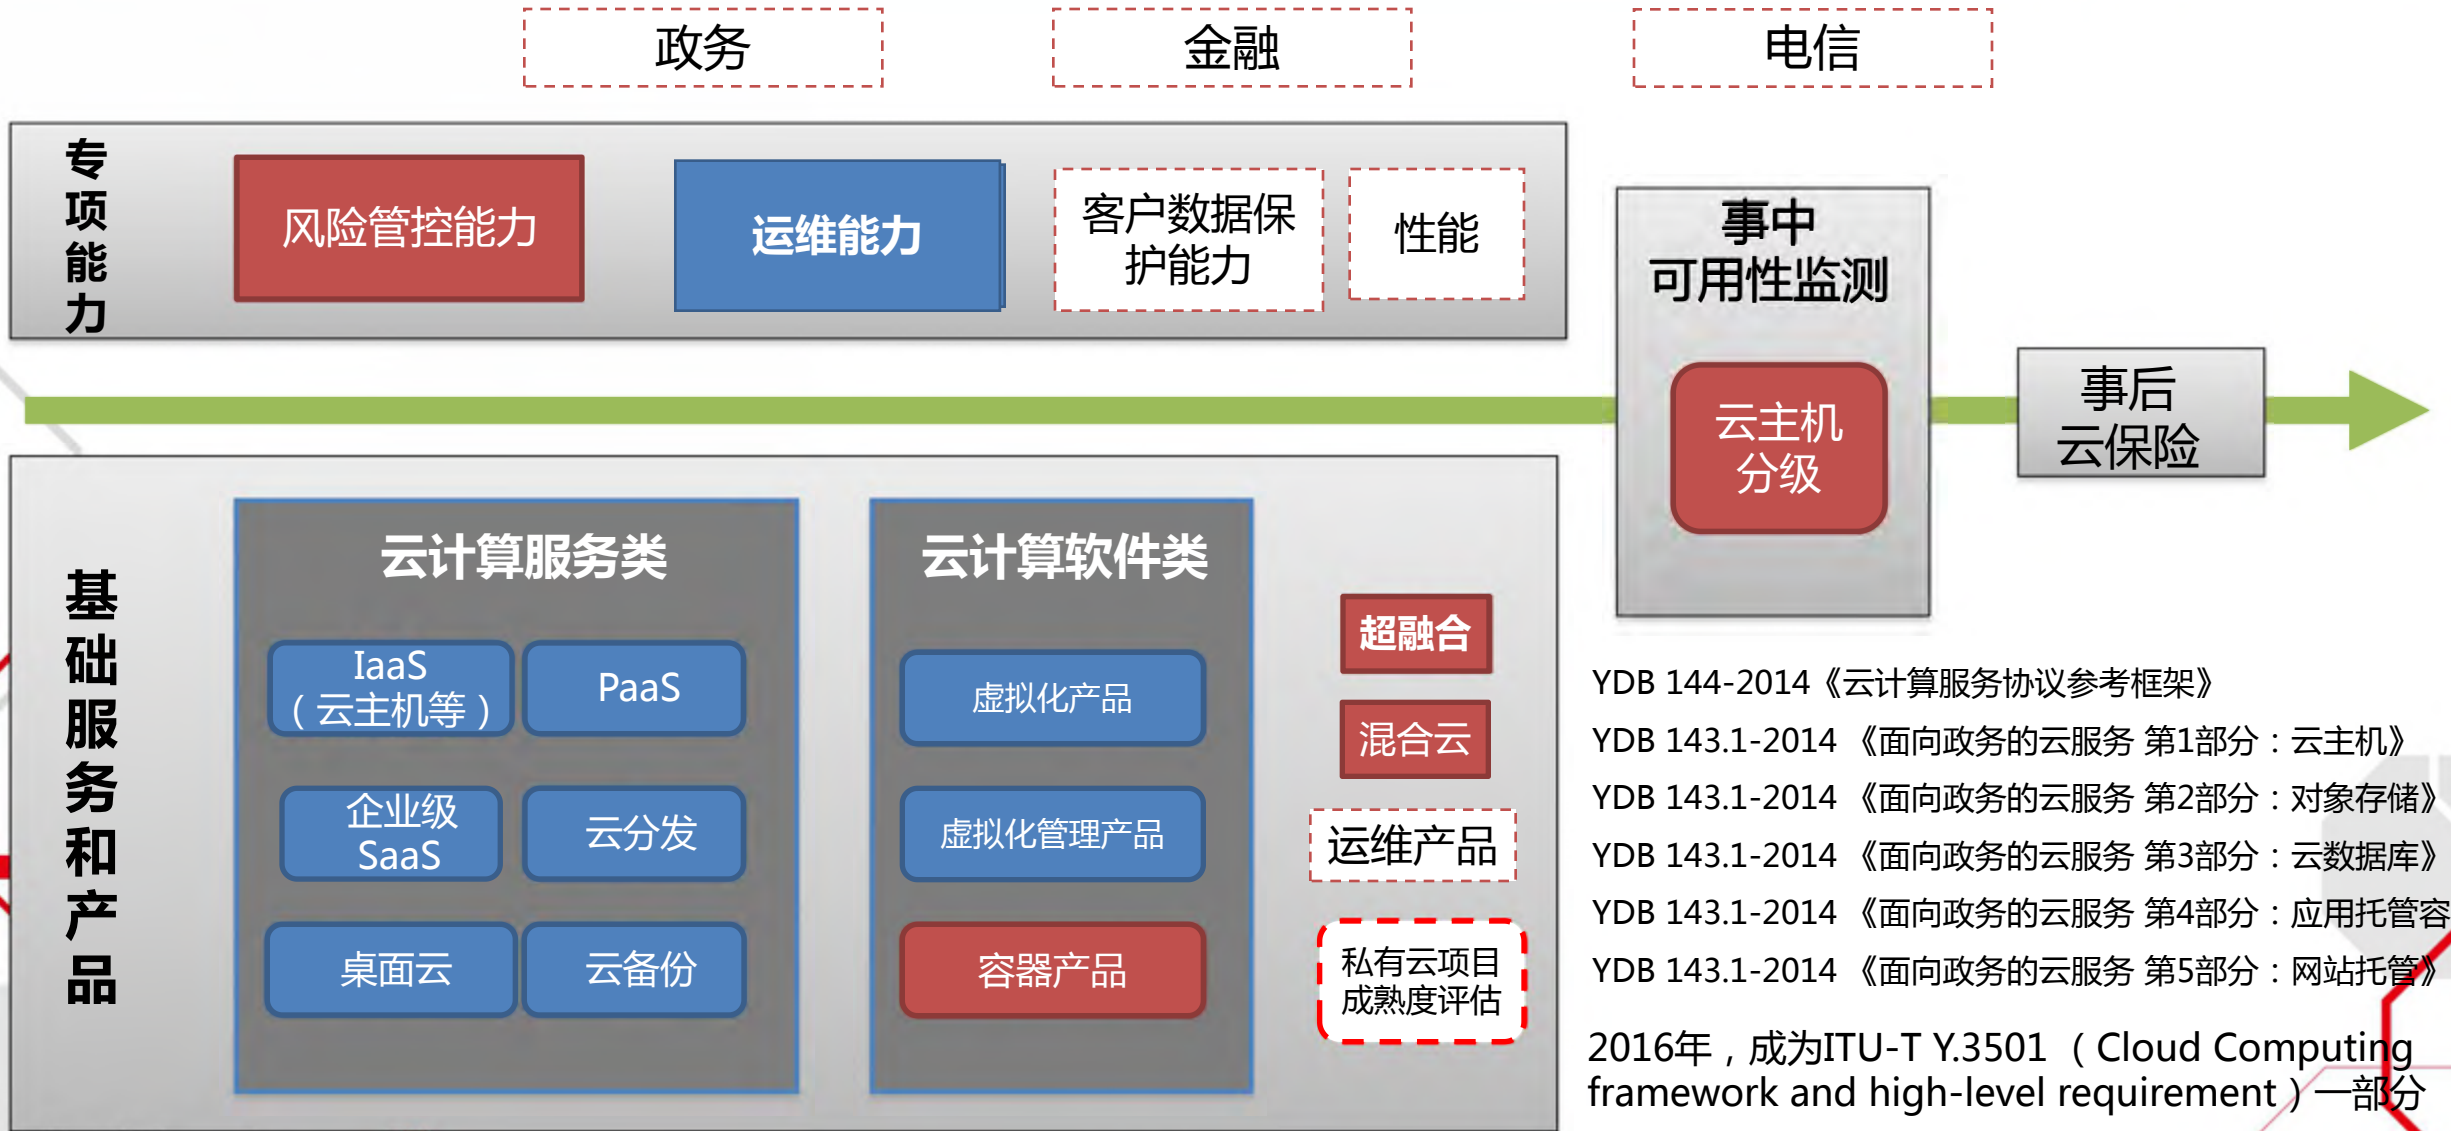 政务
金融
电信
专项能力
风险管控能力
运维能力
客户数据保
护能力
性能
事中
可用性监测
云主机
分级
事后
云保险
基础服务和产品
云计算服务类
IaaS
（云主机等）
PaaS
企业级
SaaS
云分发
桌面云
云备份
云计算软件类
虚拟化产品
虚拟化管理产品
容器产品
超融合
混合云
运维产品
私有云项目
成熟度评估
YDB 144-2014《云计算服务协议参考框架》
YDB 143.1-2014 《面向政务的云服务 第1部分：云主机》
YDB 143.1-2014 《面向政务的云服务 第2部分：对象存储》
YDB 143.1-2014 《面向政务的云服务 第3部分：云数据库》
YDB 143.1-2014 《面向政务的云服务 第4部分：应用托管容
YDB 143.1-2014 《面向政务的云服务 第5部分：网站托管》
2016年，成为ITU-T Y.3501 （Cloud Computing
framework and high-level requirement）一部分